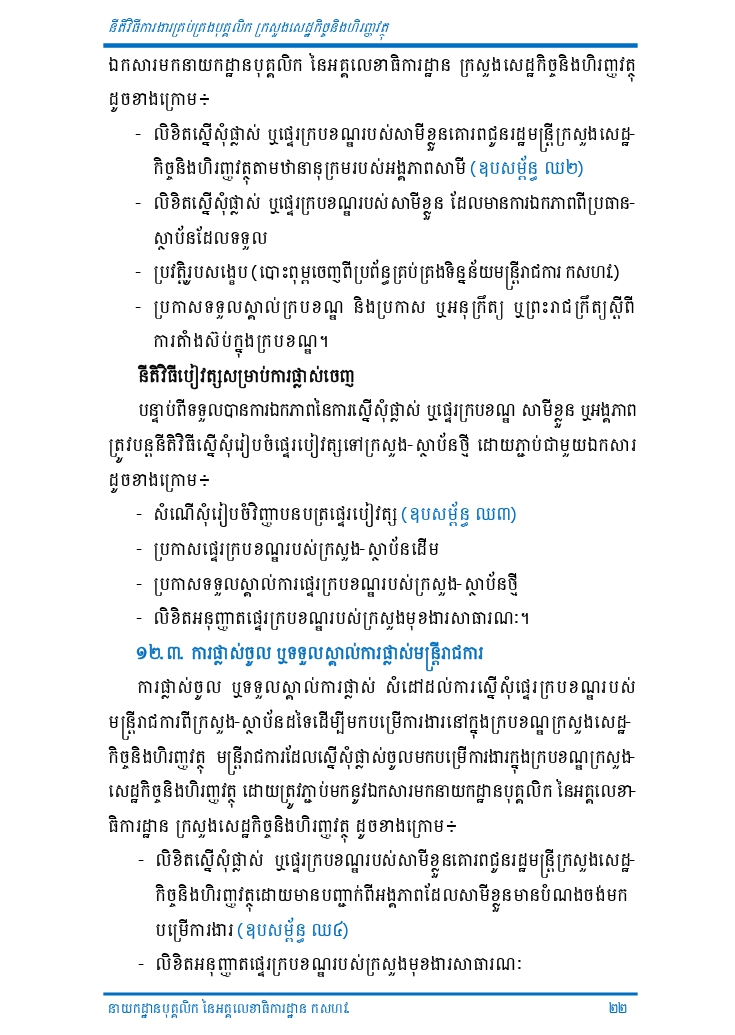 នីតិវិធីការងារគ្រប់គ្រងបុគ្គលិក ក្រសួងសេដ្ឋកិច្ចនិងហិរញ្ញវត្ថុ
ឯកសារមកនាយកដ្ឋានបុគ្គលិក នៃអគ្គលេខាធិការដ្ឋាន ក្រសួងសេដ្ឋកិច្ចនិងហិរញ្ញវត្ថុ
ដូចខាងក្រោម៖
- លិខិតស្នើសុំផ្លាស់ ឬផ្ទេរក្របខណ្ឌរបស់សាមីខ្លួនគោរពជូនរដ្ឋមន្ត្រីក្រសួងសេដ្ឋ-
កិច្ចនិងហិរញ្ញវត្ថុតាមឋានានុក្រមរបស់អង្គភាពសាមី (ឧបសម្ព័ន្ធ ឈ២)
- លិខិតស្នើសុំផ្លាស់ ឬផ្ទេរក្របខណ្ឌរបស់សាមីខ្លួន ដែលមានការឯកភាពពីប្រធាន-
ស្ថាប័នដែលទទួល
- ប្រវត្តិរូបសង្ខេប (បោះពុម្ពចេញពីប្រព័ន្ធគ្រប់គ្រងទិន្នន័យមន្ត្រីរាជការ កសហវ.)
- ប្រកាសទទួលស្គាល់ក្របខណ្ឌ និងប្រកាស ឬអនុក្រឹត្យ ឬព្រះរាជក្រឹត្យស្តីពី
ការតាំងស៊ប់ក្នុងក្របខណ្ឌ។
នីតិវិធីបៀវត្សសម្រាប់ការផ្លាស់ចេញ
បន្ទាប់ពីទទួលបានការឯកភាពនៃការស្នើសុំផ្លាស់ ឬផ្ទេរក្របខណ្ឌ សាមីខ្លួន ឬអង្គភាព
ត្រូវបន្តនីតិវិធីស្នើសុំរៀបចំផ្ទេរបៀវត្សទៅក្រសួង-ស្ថាប័នថ្មី ដោយភ្ជាប់ជាមួយឯកសារ
ដូចខាងក្រោម៖
- សំណើសុំរៀបចំវិញ្ញាបនបត្រផ្ទេរបៀវត្ស (ឧបសម្ព័ន្ធ ឈ៣)
- ប្រកាសផ្ទេរក្របខណ្ឌរបស់ក្រសួង-ស្ថាប័នដើម
- ប្រកាសទទួលស្គាល់ការផ្ទេរក្របខណ្ឌរបស់ក្រសួង-ស្ថាប័នថ្មី
- លិខិតអនុញ្ញាតផ្ទេរក្របខណ្ឌរបស់ក្រសួងមុខងារសាធារណៈ។
១២.៣. ការផ្លាស់ចូល ឬទទួលស្គាល់ការផ្លាស់មន្ត្រីរាជការ
ការផ្លាស់ចូល ឬទទួលស្គាល់ការផ្លាស់ សំដៅដល់ការស្នើសុំផ្ទេរក្របខណ្ឌរបស់
មន្ត្រីរាជការពីក្រសួង-ស្ថាប័នដទៃដើម្បីមកបម្រើការងារនៅក្នុងក្របខណ្ឌក្រសួងសេដ្ឋ-
កិច្ចនិងហិរញ្ញវត្ថុ មន្ត្រីរាជការដែលស្នើសុំផ្លាស់ចូលមកបម្រើការងារក្នុងក្របខណ្ឌក្រសួង-
សេដ្ឋកិច្ចនិងហិរញ្ញវត្ថុ ដោយត្រូវភ្ជាប់មកនូវឯកសារមកនាយកដ្ឋានបុគ្គលិក នៃអគ្គលេខា-
ធិការដ្ឋាន ក្រសួងសេដ្ឋកិច្ចនិងហិរញ្ញវត្ថុ ដូចខាងក្រោម៖
- លិខិតស្នើសុំផ្លាស់ ឬផ្ទេរក្របខណ្ឌរបស់សាមីខ្លួនគោរពជូនរដ្ឋមន្ត្រីក្រសួងសេដ្ឋ-
កិច្ចនិងហិរញ្ញវត្ថុដោយមានបញ្ជាក់ពីអង្គភាពដែលសាមីខ្លួនមានបំណងចង់មក
បម្រើការងារ (ឧបសម្ព័ន្ធ ឈ៤)
- លិខិតអនុញ្ញាតផ្ទេរក្របខណ្ឌរបស់ក្រសួងមុខងារសាធារណៈ
នាយកដ្ឋានបុគ្គលិក នៃអគ្គលេខាធិការដ្ឋាន កសហវ. ២២